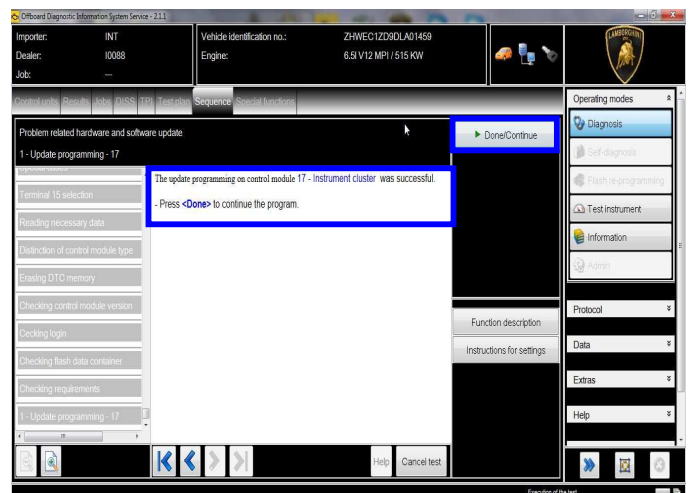 Offboard Diagnostic Information System Service - 2.1.1
Importer: INT
Dealer: I0088
Job: ---
Vehicle identification no.: ZHWEC1ZD9DLA01459
Engine: 6.5l V12 MPI / 515 KW
LAMBORGHINI
Control units Results Jobs DISS TPI Test plan Sequence Special functions
Problem related hardware and software update
1 - Update programming - 17
Done/Continue
Terminal 15 selection
Reading necessary data
Distinction of control module type
Erasing DTC memory
Checking control module version
Cecking login
Checking flash data container
Checking requirements
1 - Update programming - 17
The update programming on control module 17 - Instrument cluster was successful.
- Press <Done> to continue the program.
Function description
Instructions for settings
Help
Cancel test
Operating modes
Diagnosis
Self-diagnosis
Flash re-programming
Test instrument
Information
Admin
Protocol
Data
Extras
Help
Execution of the test